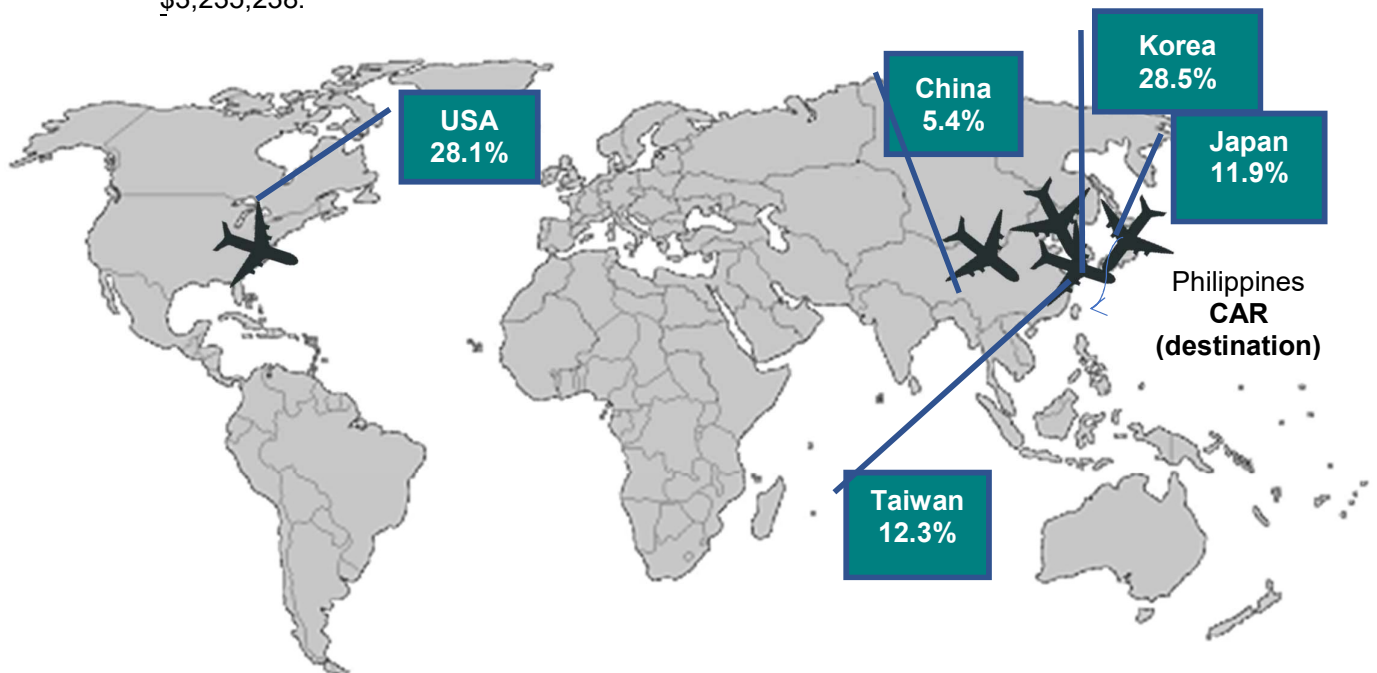 Korea
28.5%
China
5.4%
USA
28.1%
Japan
11.9%
Philippines
CAR
(destination)
Taiwan
12.3%